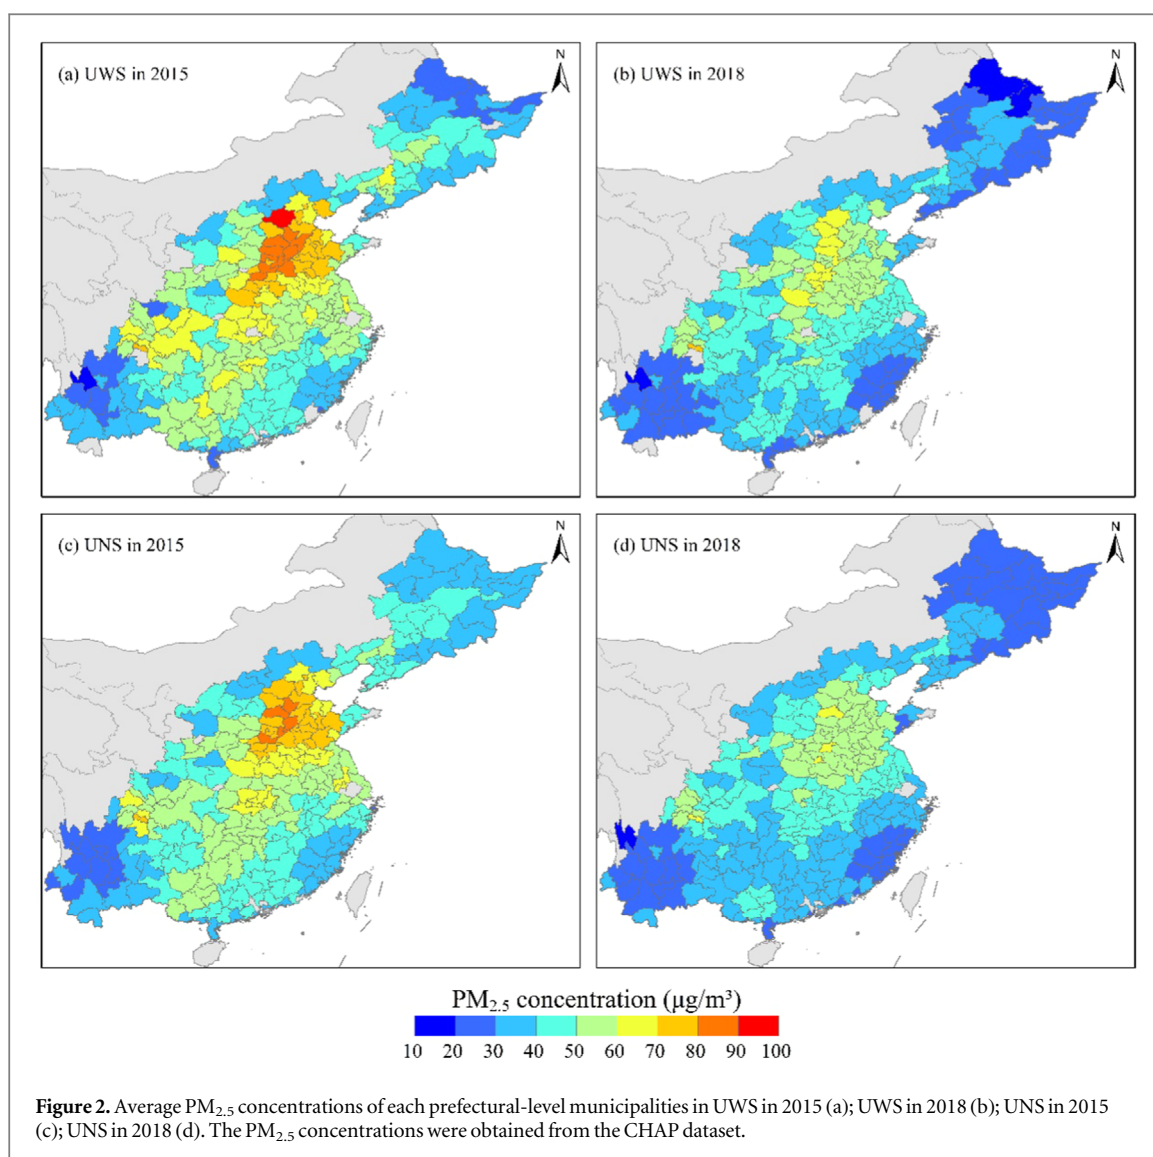 (a) UWS in 2015
N
(b) UWS in 2018
N
(c) UNS in 2015
N
(d) UNS in 2018
N
PM₂.₅ concentration (μg/m³)
10 20 30 40 50 60 70 80 90 100
Figure 2. Average PM₂.₅ concentrations of each prefectural-level municipalities in UWS in 2015 (a); UWS in 2018 (b); UNS in 2015
(c); UNS in 2018 (d). The PM₂.₅ concentrations were obtained from the CHAP dataset.